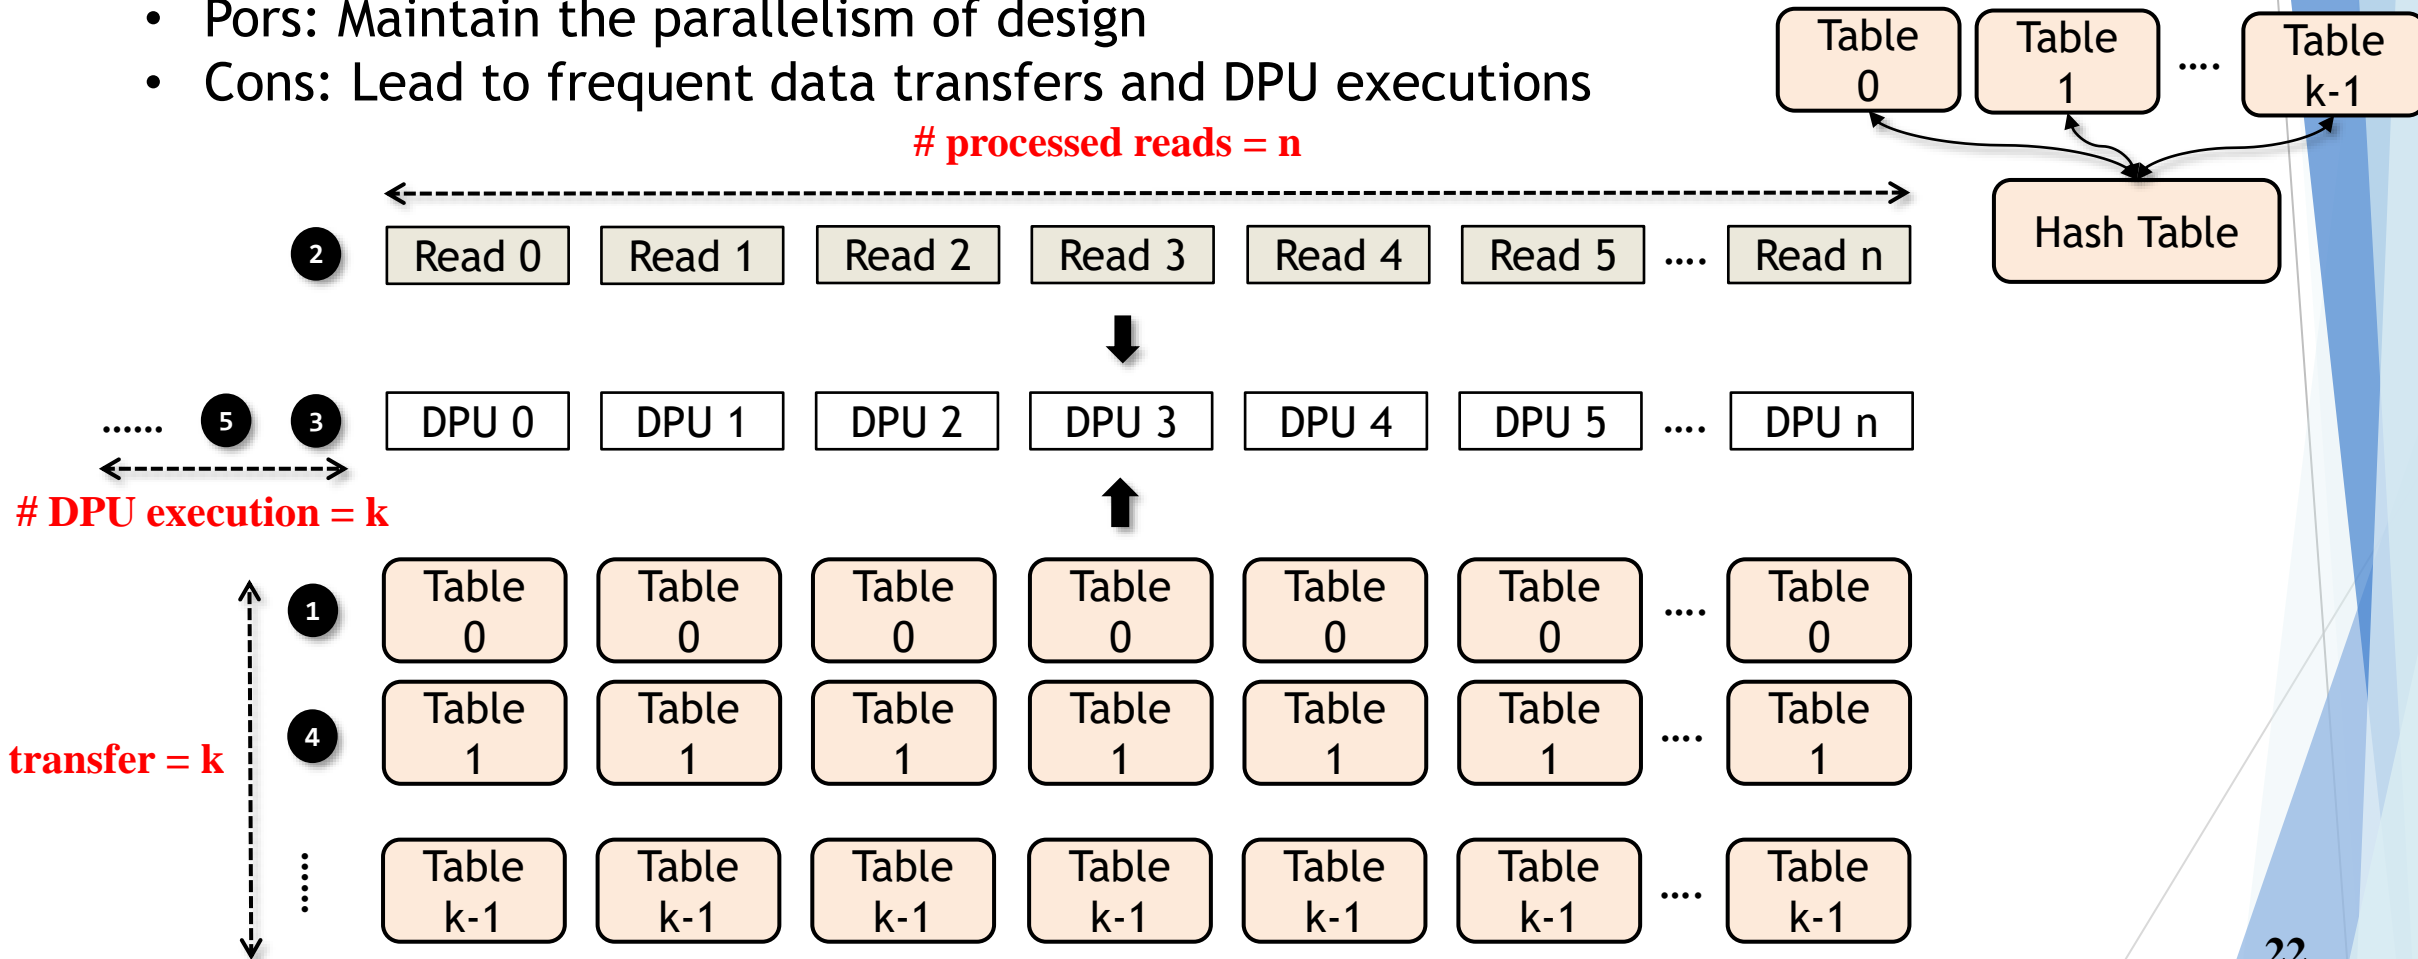 • Pors: Maintain the parallelism of design
• Cons: Lead to frequent data transfers and DPU executions
Table 0
Table 1
....
Table k-1
Hash Table
# processed reads = n
2
Read 0
Read 1
Read 2
Read 3
Read 4
Read 5
....
Read n
......
5
3
DPU 0
DPU 1
DPU 2
DPU 3
DPU 4
DPU 5
....
DPU n
# DPU execution = k
1
Table 0
Table 0
Table 0
Table 0
Table 0
Table 0
....
Table 0
transfer = k
4
Table 1
Table 1
Table 1
Table 1
Table 1
Table 1
....
Table 1
......
Table k-1
Table k-1
Table k-1
Table k-1
Table k-1
Table k-1
....
Table k-1
22